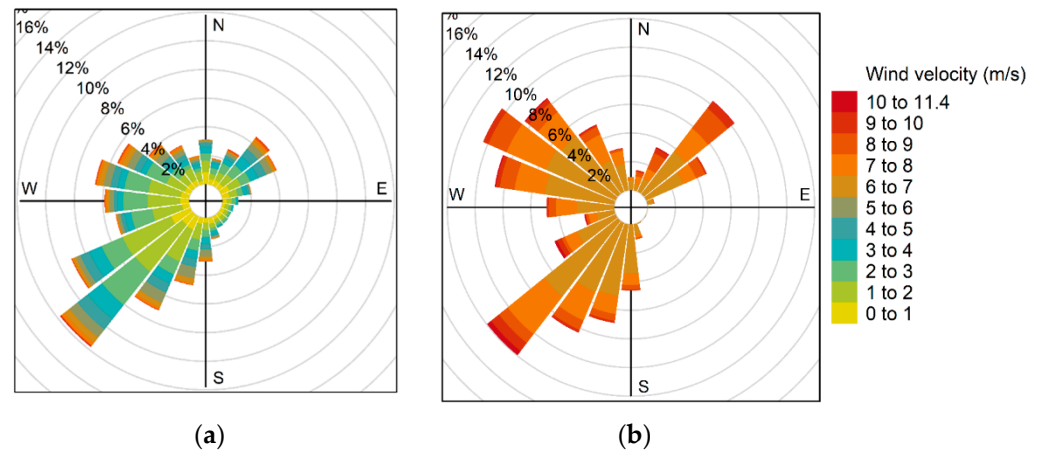 %
16%
14%
12%
10%
8%
6%
4%
2%
N
W
E
S
(a)
%
16%
14%
12%
10%
8%
6%
4%
2%
N
W
E
S
(b)
Wind velocity (m/s)
10 to 11.4
9 to 10
8 to 9
7 to 8
6 to 7
5 to 6
4 to 5
3 to 4
2 to 3
1 to 2
0 to 1